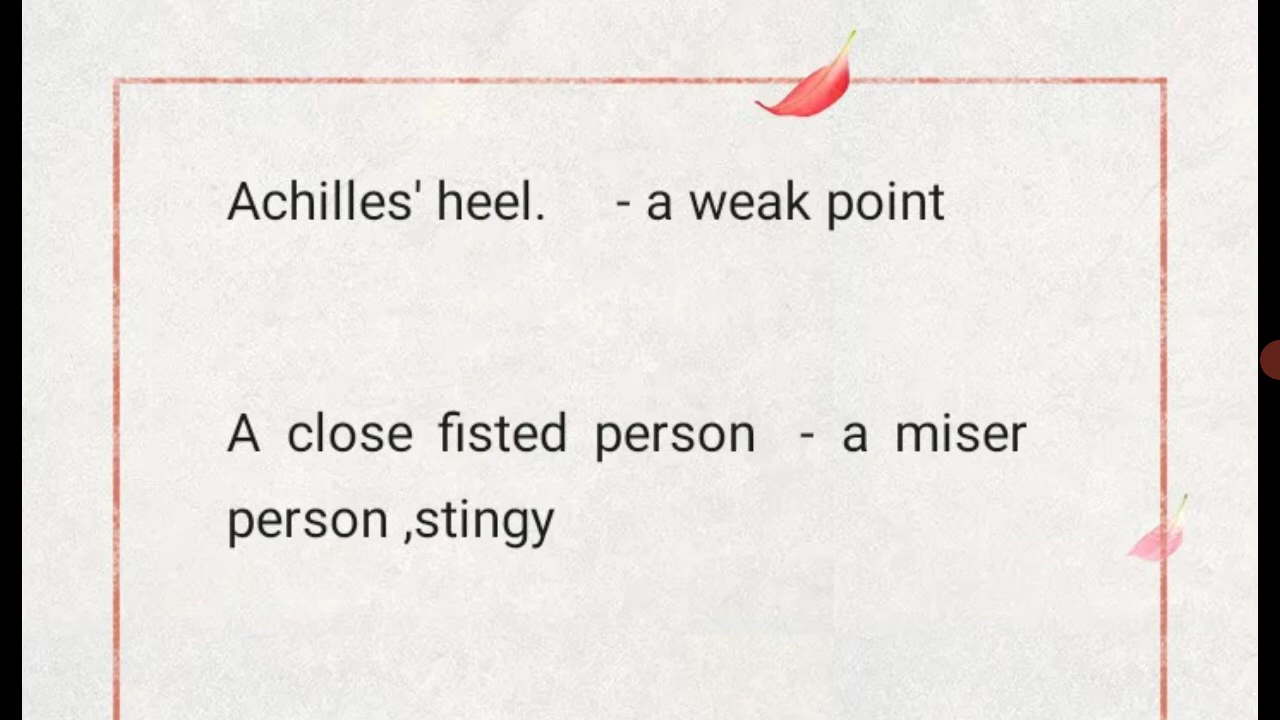 Achilles' heel. - a weak point
A close fisted person - a miser
person ,stingy